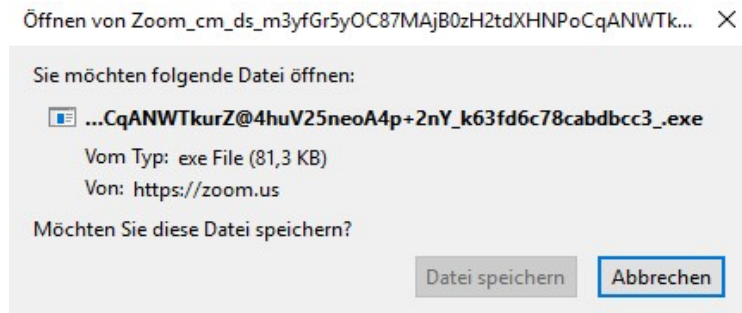 Öffnen von Zoom_cm_ds_m3yfGr5yOC87MAjB0zH2tdXHNPoCqANWTk...
Sie möchten folgende Datei öffnen:
...CqANWTkurZ@4huV25neoA4p+2nY_k63fd6c78cabdbcc3_.exe
Vom Typ: exe File (81,3 KB)
Von: https://zoom.us
Möchten Sie diese Datei speichern?
Datei speichern Abbrechen